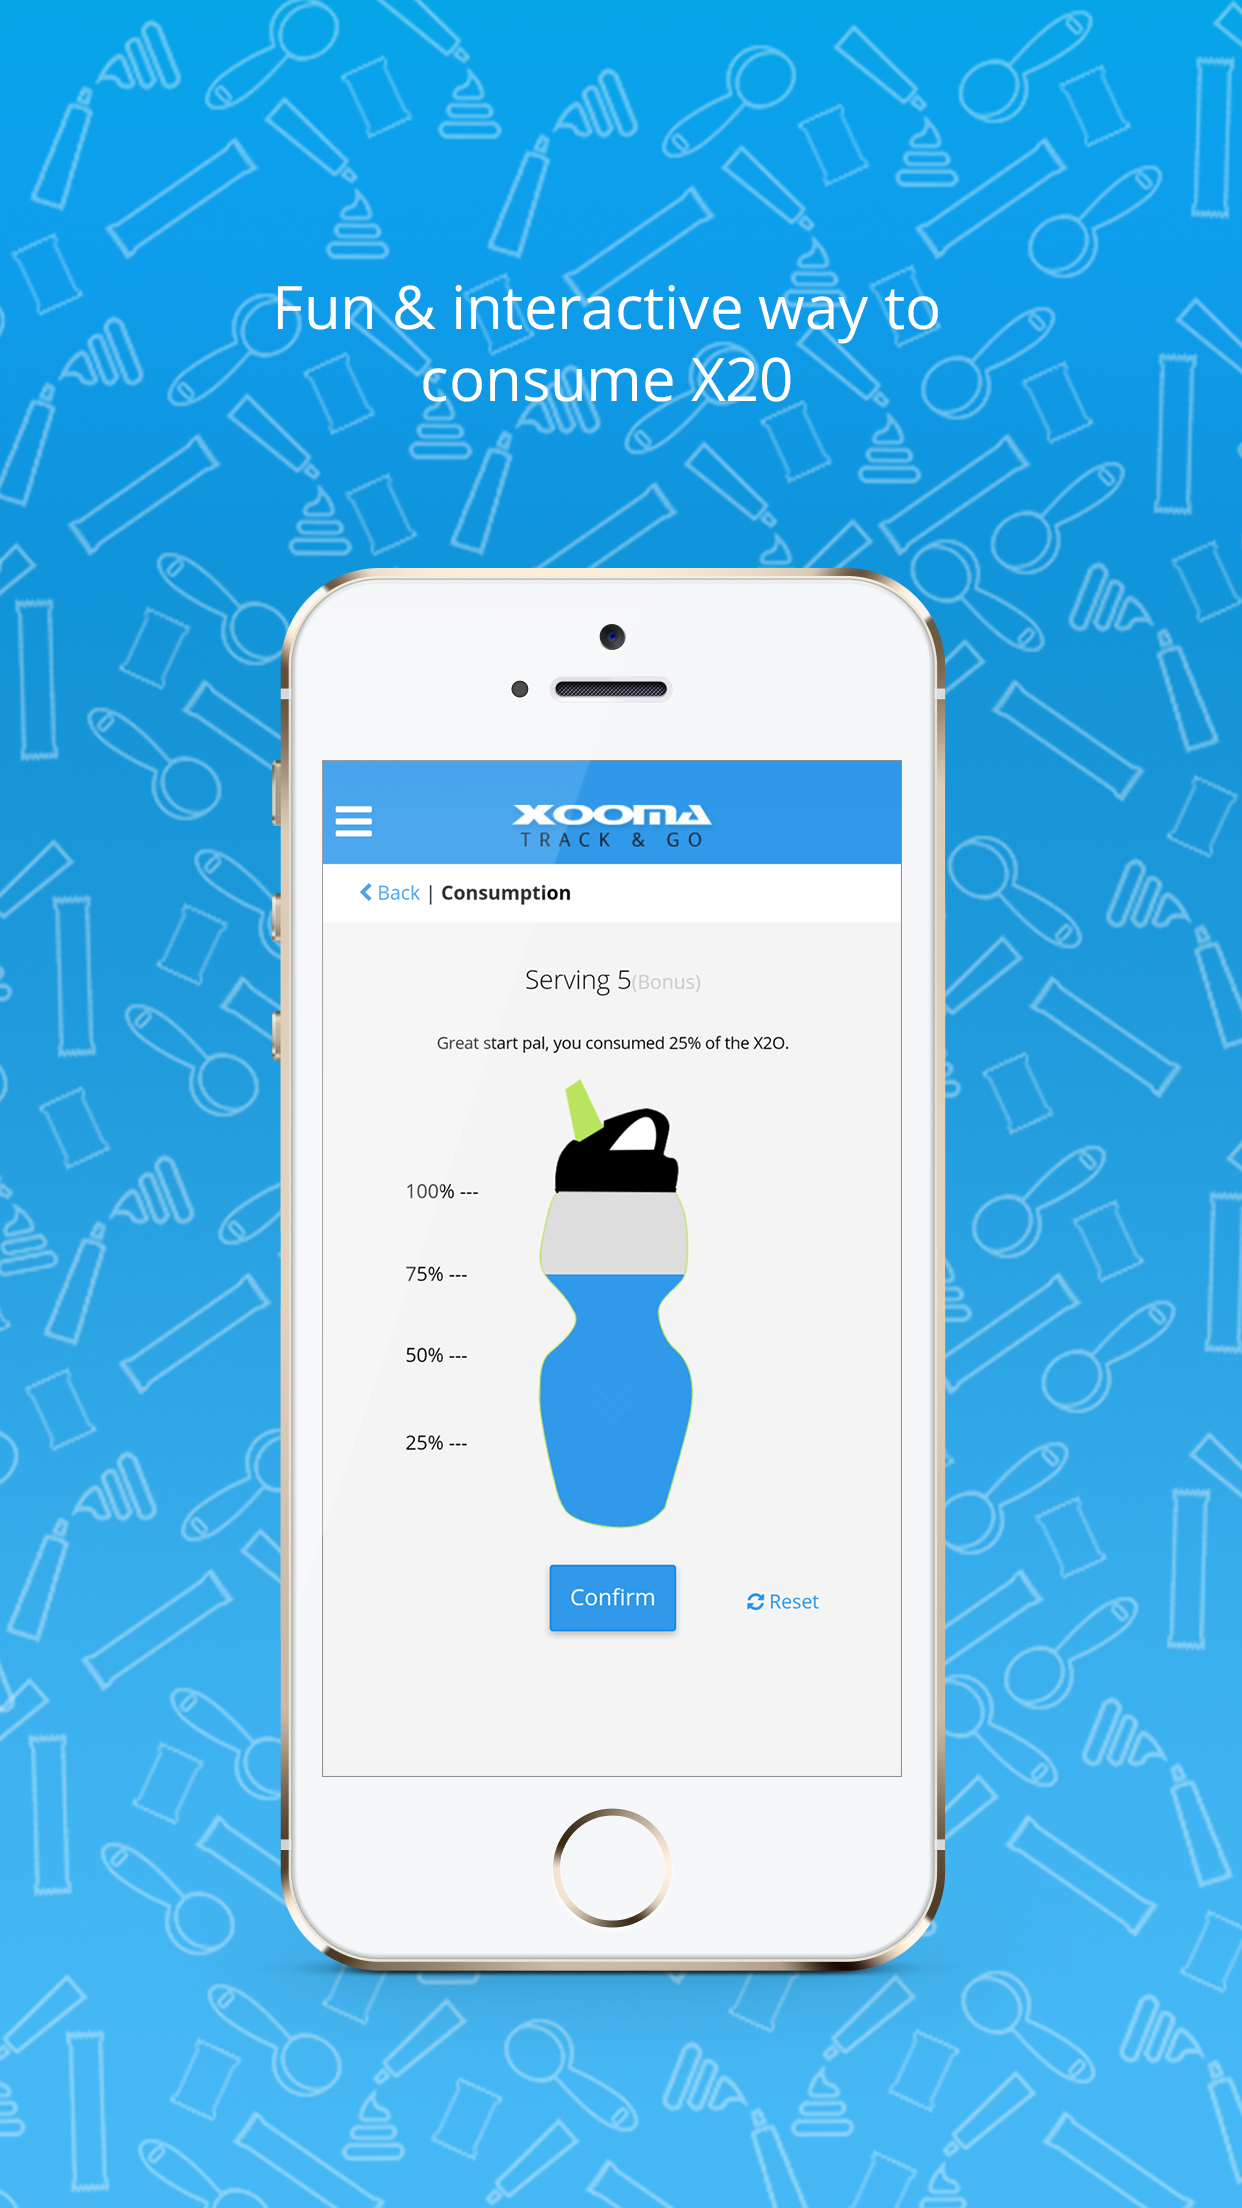 Fun & interactive way to
consume X20
XOOMA
TRACK & GO
Back | Consumption
Serving 5(Bonus)
Great start pal, you consumed 25% of the X2O.
100% ---
75% ---
50% ---
25% ---
Confirm
Reset